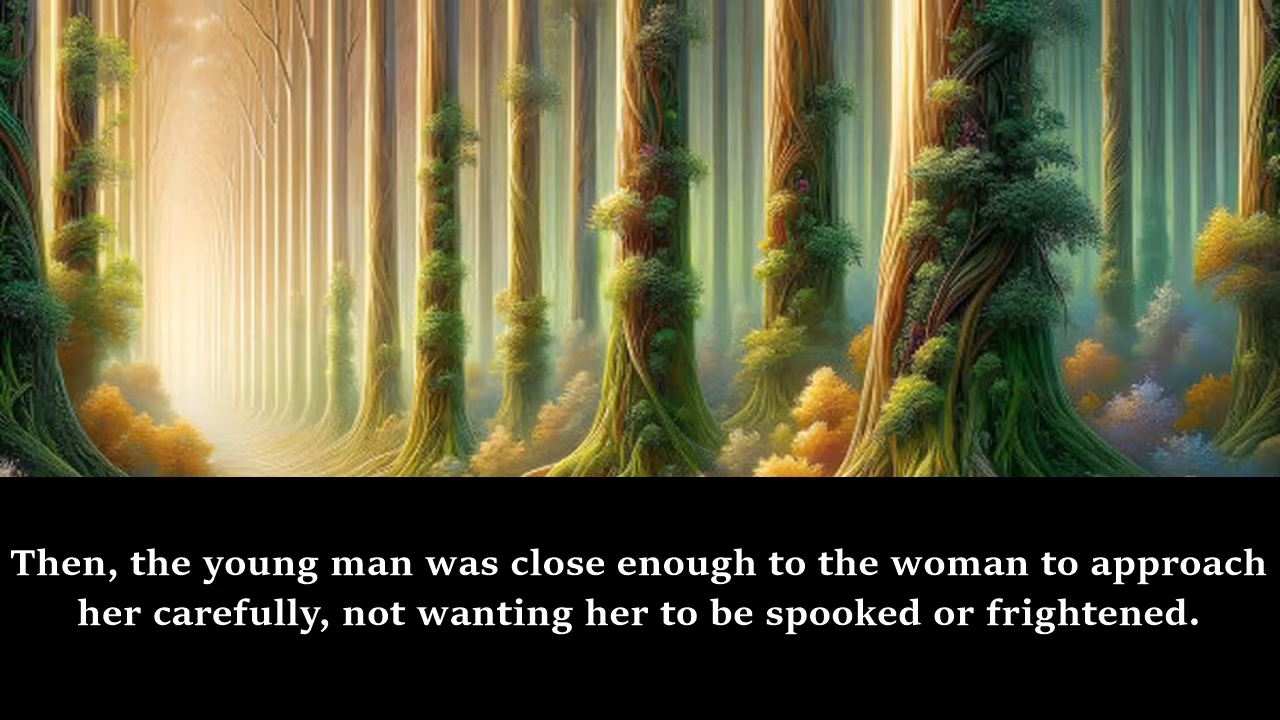 Then, the young man was close enough to the woman to approach
her carefully, not wanting her to be spooked or frightened.